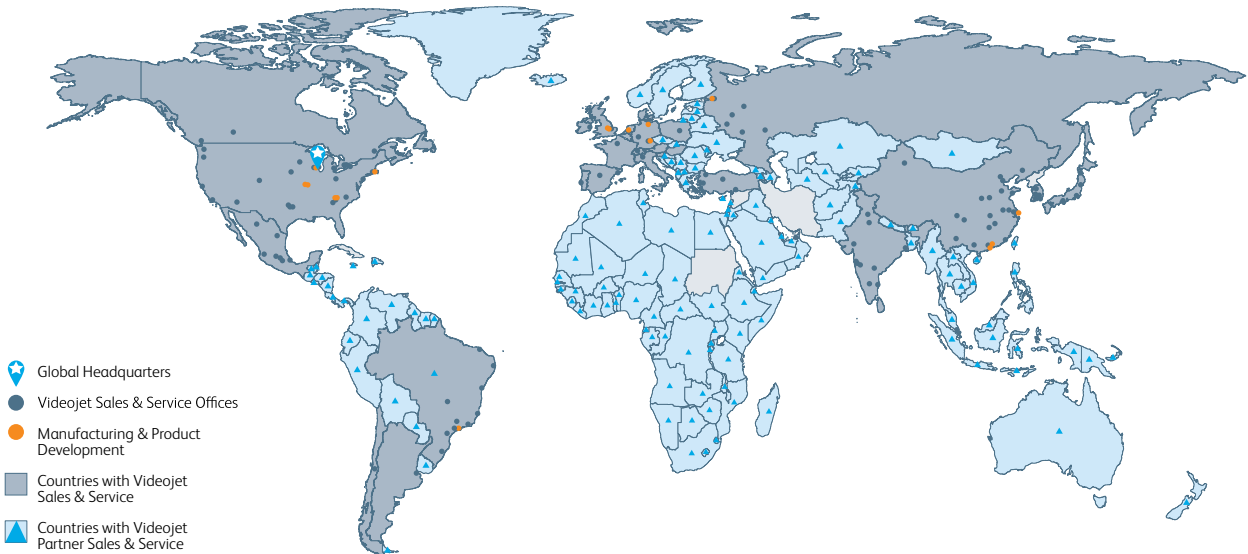 Global Headquarters
Videojet Sales & Service Offices
Manufacturing & Product
Development
Countries with Videojet
Sales & Service
Countries with Videojet
Partner Sales & Service